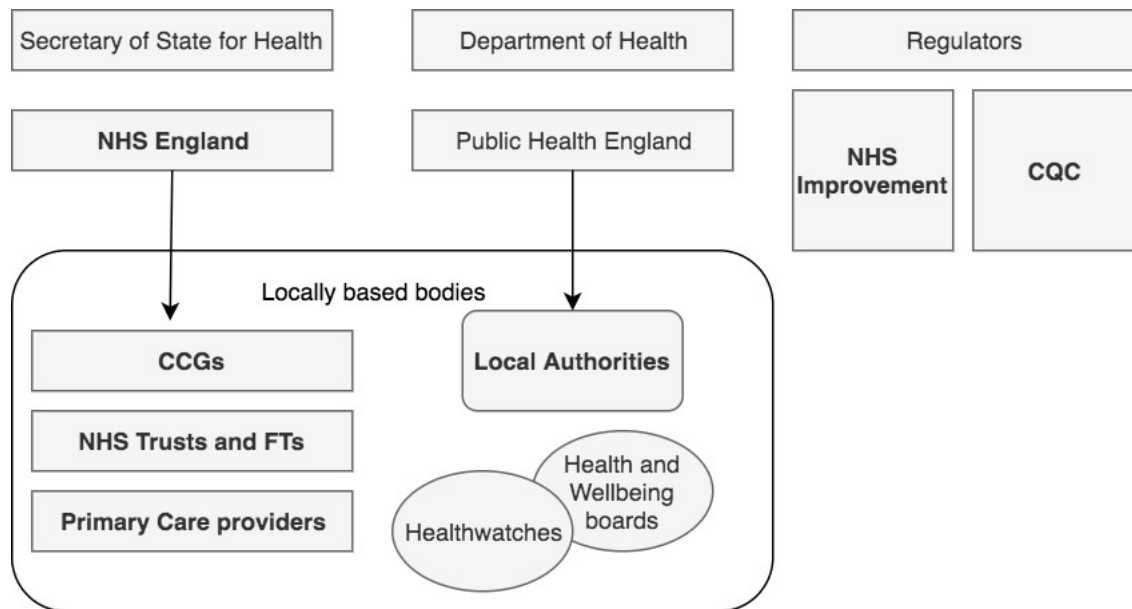 Secretary of State for Health
Department of Health
Regulators
NHS England
Public Health England
NHS
Improvement
CQC
Locally based bodies
CCGs
Local Authorities
NHS Trusts and FTs
Health and
Wellbeing
boards
Primary Care providers
Healthwatches